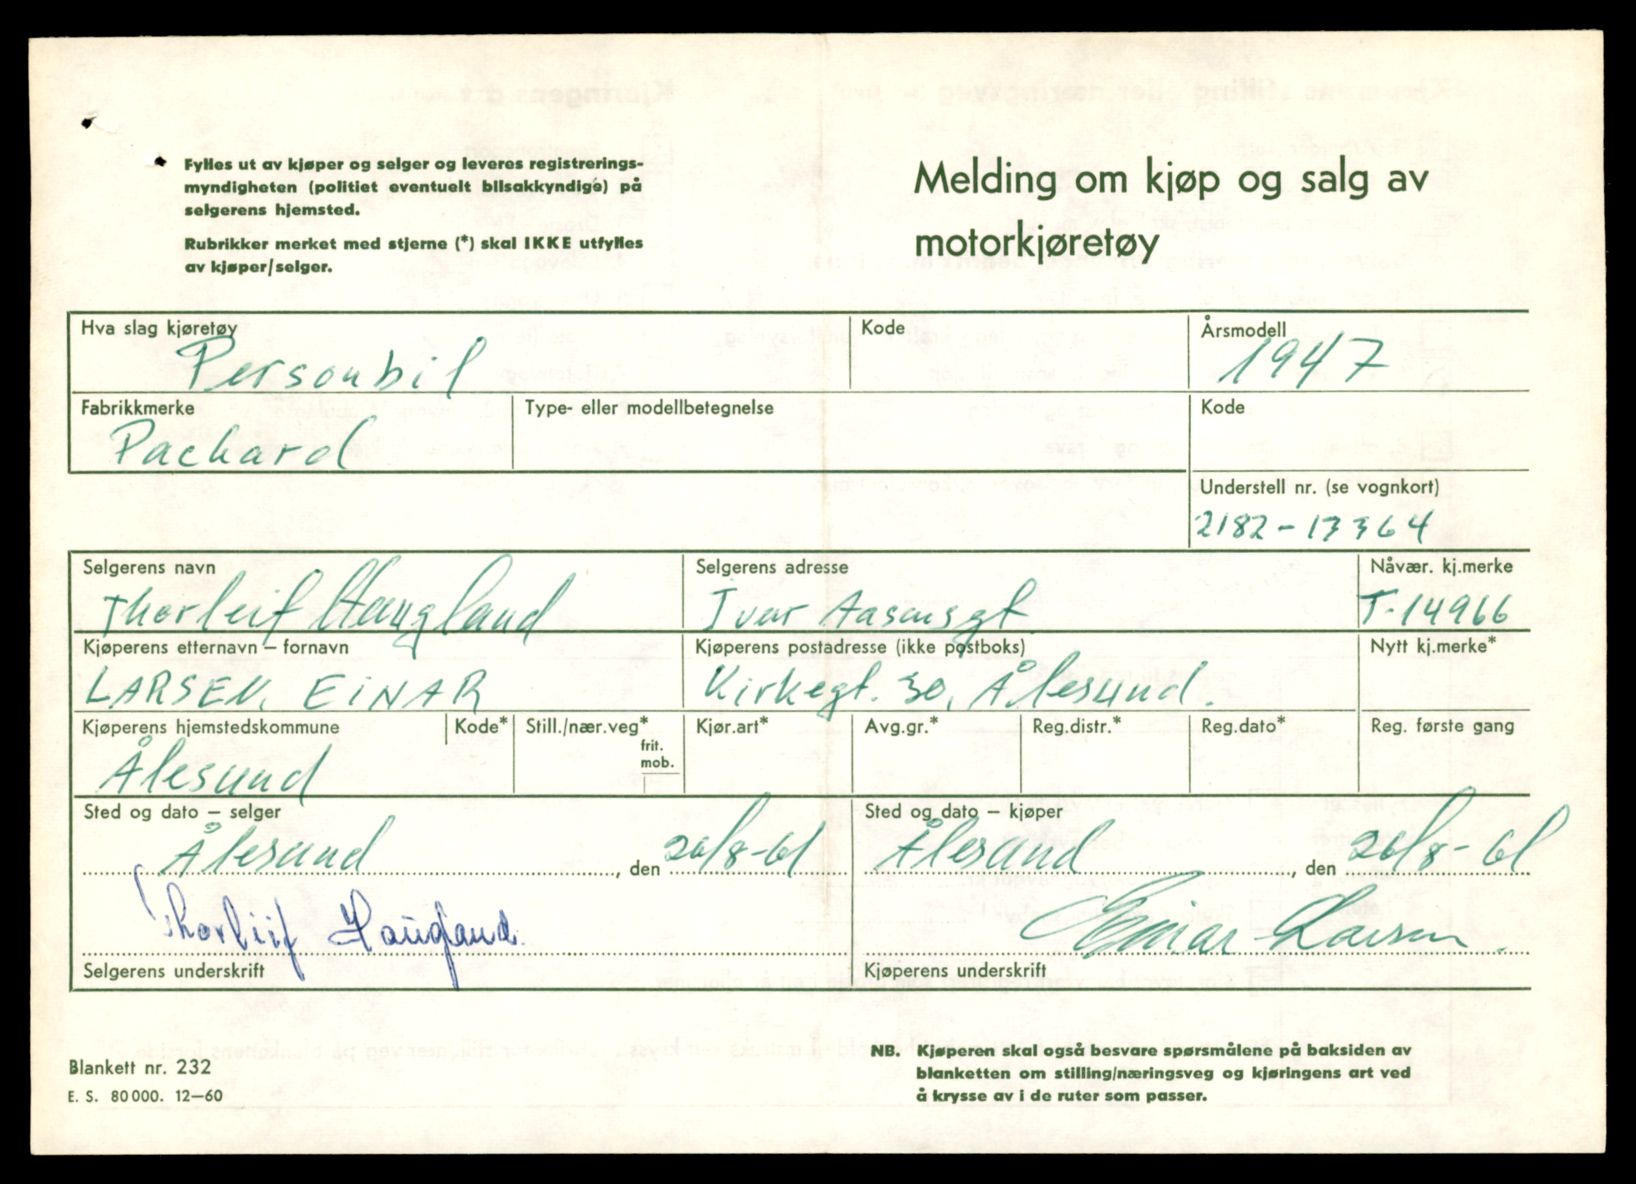 Fylles ut av kjøper og selger og leveres registrerings-
myndigheten (politiet eventuelt bilsakkyndige) på
selgerens hjemsted.
Rubrikker merket med stjerne (*) skal IKKE utfylles
av kjøper/selger.
Melding om kjøp og salg av
motorkjøretøy
Hva slag kjøretøy
Personbil
Kode
Årsmodell
1947
Fabrikkmerke
Packard
Type- eller modellbetegnelse
Kode
Understell nr. (se vognkort)
2182-13364
Selgerens navn
Thorleif Haugland
Selgerens adresse
Ivar Aasensgt
Nåvær. kj.merke
T-14966
Kjøperens etternavn – fornavn
LARSEN, EINAR
Kjøperens postadresse (ikke postboks)
Kirkegt. 30, Ålesund.
Nytt kj.merke*
Kjøperens hjemstedskommune
Ålesund
Kode*
Still./nær.veg*
frit.
mob.
Kjør.art*
Avg.gr.*
Reg.distr.*
Reg.dato*
Reg. første gang
Sted og dato – selger
Ålesund, den 26/8-61
Sted og dato – kjøper
Ålesund, den 26/8-61
Thorleif Haugland
Selgerens underskrift
Einar Larsen.
Kjøperens underskrift
Blankett nr. 232
E. S. 80 000. 12–60
NB. Kjøperen skal også besvare spørsmålene på baksiden av
blanketten om stilling/næringsveg og kjøringens art ved
å krysse av i de ruter som passer.